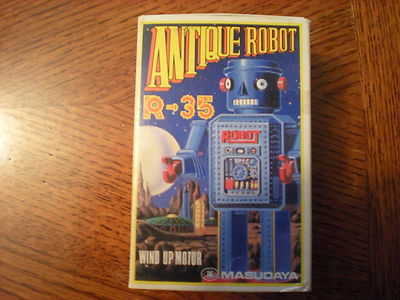 ANTIQUE ROBOT
R-35
ROBOT
WIND UP MOTOR
MASUDAYA